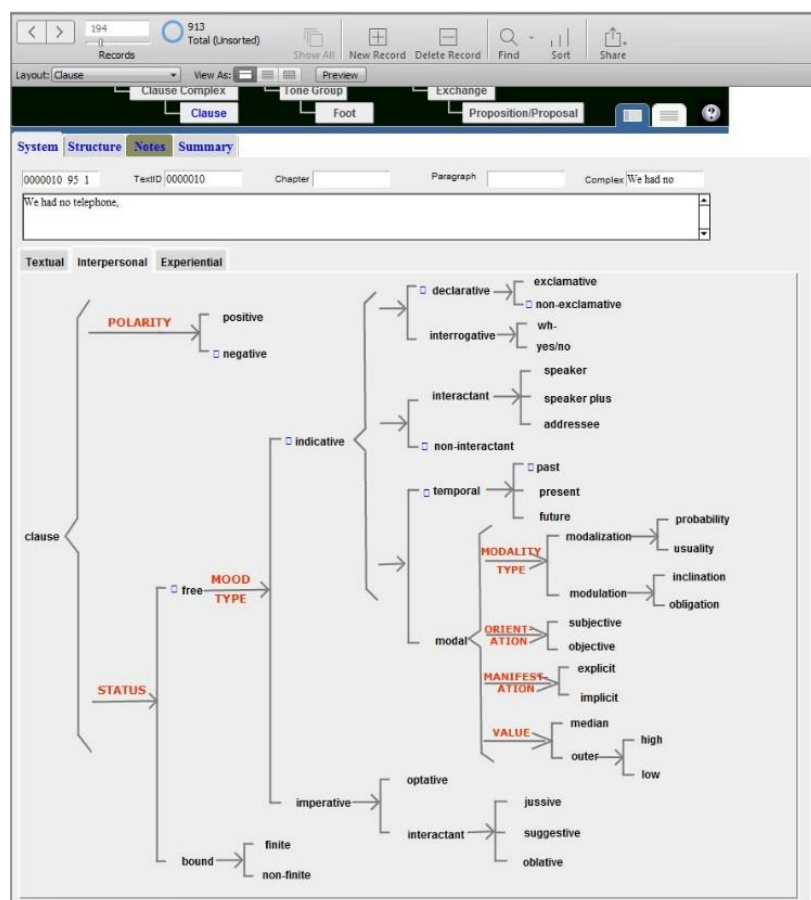 194
913
Total (Unsorted)
Records
Show All
New Record
Delete Record
Find
Sort
Share
Layout: Clause
View As:
Preview
Clause Complex
Tone Group
Exchange
Clause
Foot
Proposition/Proposal
?
System Structure Notes Summary
0000010 95 1
TextID 0000010
Chapter
Paragraph
Complex We had no
We had no telephone,
Textual Interpersonal Experiential
clause
POLARITY
positive
negative
STATUS
free
MOOD
TYPE
indicative
declarative
exclamative
non-exclamative
interrogative
wh-
yes/no
interactant
speaker
speaker plus
addressee
non-interactant
temporal
past
present
future
modal
MODALITY
TYPE
modalization
probability
usuality
modulation
inclination
obligation
ORIENT-
ATION
subjective
objective
MANIFEST-
ATION
explicit
implicit
VALUE
median
outer
high
low
imperative
optative
interactant
jussive
suggestive
oblative
bound
finite
non-finite